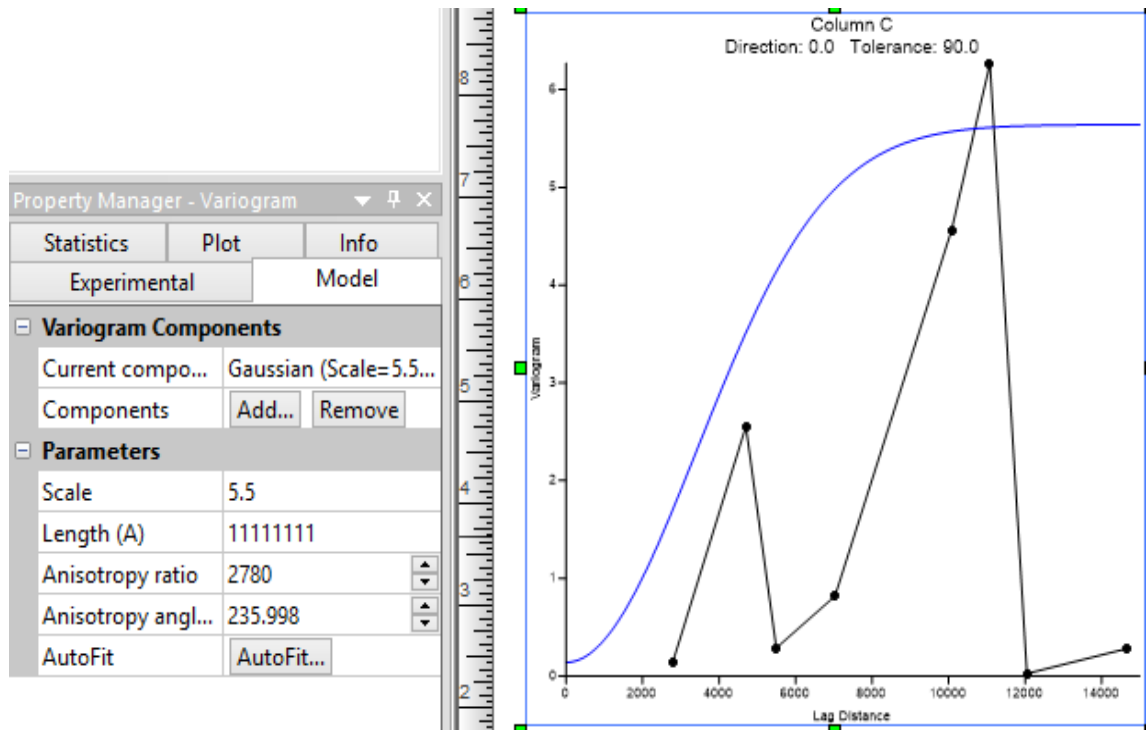 Property Manager - Variogram
Statistics Plot Info
Experimental Model
Variogram Components
Current compo... Gaussian (Scale=5.5...
Components Add... Remove
Parameters
Scale 5.5
Length (A) 11111111
Anisotropy ratio 2780
Anisotropy angl... 235.998
AutoFit AutoFit...
8
7
6
5
4
3
2
Column C
Direction: 0.0 Tolerance: 90.0
Variogram
6
5
4
3
2
1
0
0 2000 4000 6000 8000 10000 12000 14000
Lag Distance